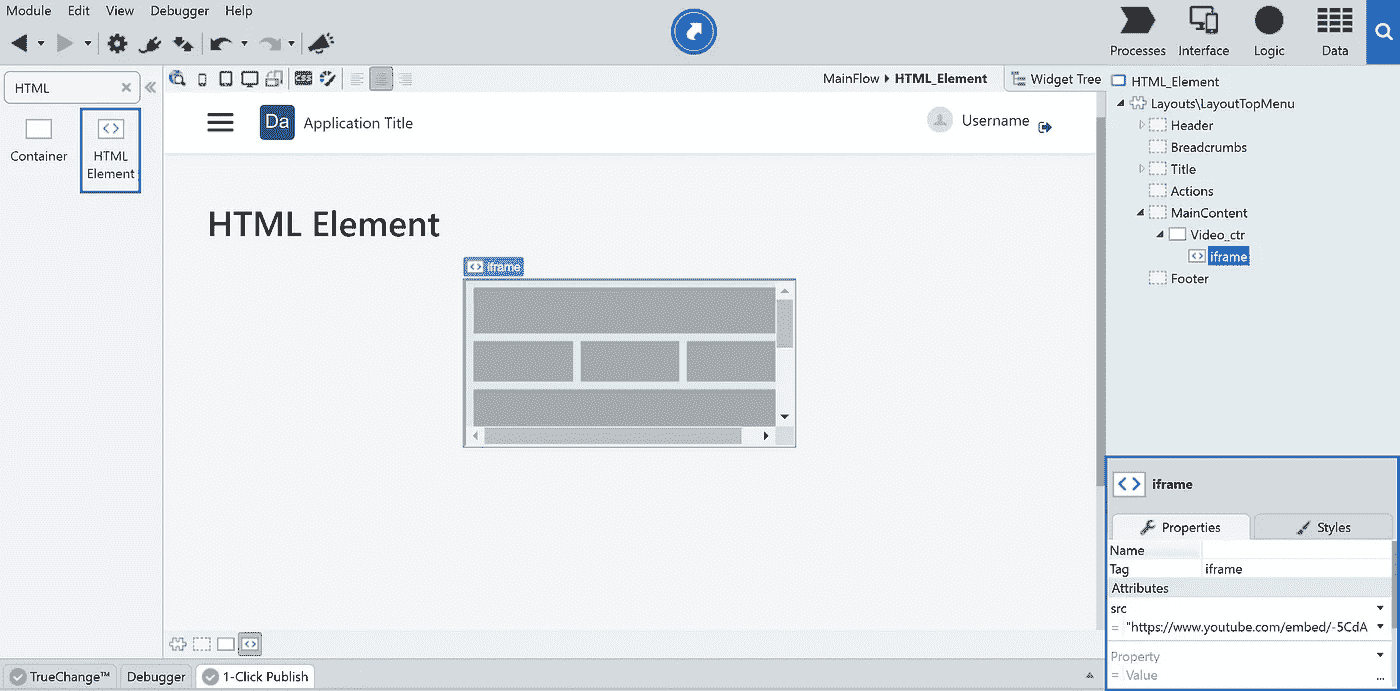 Module Edit View Debugger Help
Processes Interface Logic Data
HTML
MainFlow HTML_Element
Widget Tree
Container
HTML Element
Da Application Title
Username
HTML Element
iframe
HTML_Element
Layouts\LayoutTopMenu
Header
Breadcrumbs
Title
Actions
MainContent
Video_ctr
iframe
Footer
iframe
Properties Styles
Name
Tag iframe
Attributes
src
= "https://www.youtube.com/embed/-5CdA
Property
= Value ...
TrueChange™ Debugger 1-Click Publish